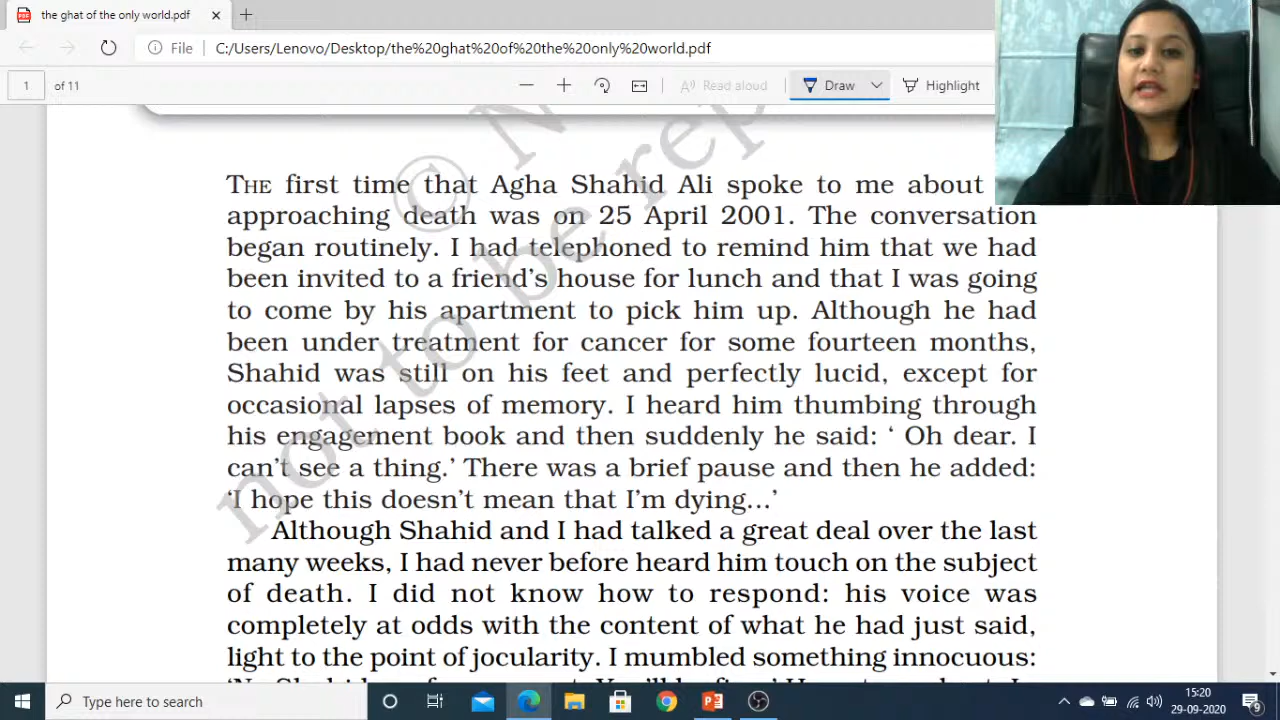 the ghat of the only world.pdf
File C:/Users/Lenovo/Desktop/the%20ghat%20of%20the%20only%20world.pdf
1 of 11 Read aloud Draw Highlight
© N
not to be rep
THE first time that Agha Shahid Ali spoke to me about
approaching death was on 25 April 2001. The conversation
began routinely. I had telephoned to remind him that we had
been invited to a friend's house for lunch and that I was going
to come by his apartment to pick him up. Although he had
been under treatment for cancer for some fourteen months,
Shahid was still on his feet and perfectly lucid, except for
occasional lapses of memory. I heard him thumbing through
his engagement book and then suddenly he said: ‘ Oh dear. I
can't see a thing.’ There was a brief pause and then he added:
‘I hope this doesn't mean that I'm dying...’
Although Shahid and I had talked a great deal over the last
many weeks, I had never before heard him touch on the subject
of death. I did not know how to respond: his voice was
completely at odds with the content of what he had just said,
light to the point of jocularity. I mumbled something innocuous:
Type here to search
15:20
29-09-2020
9